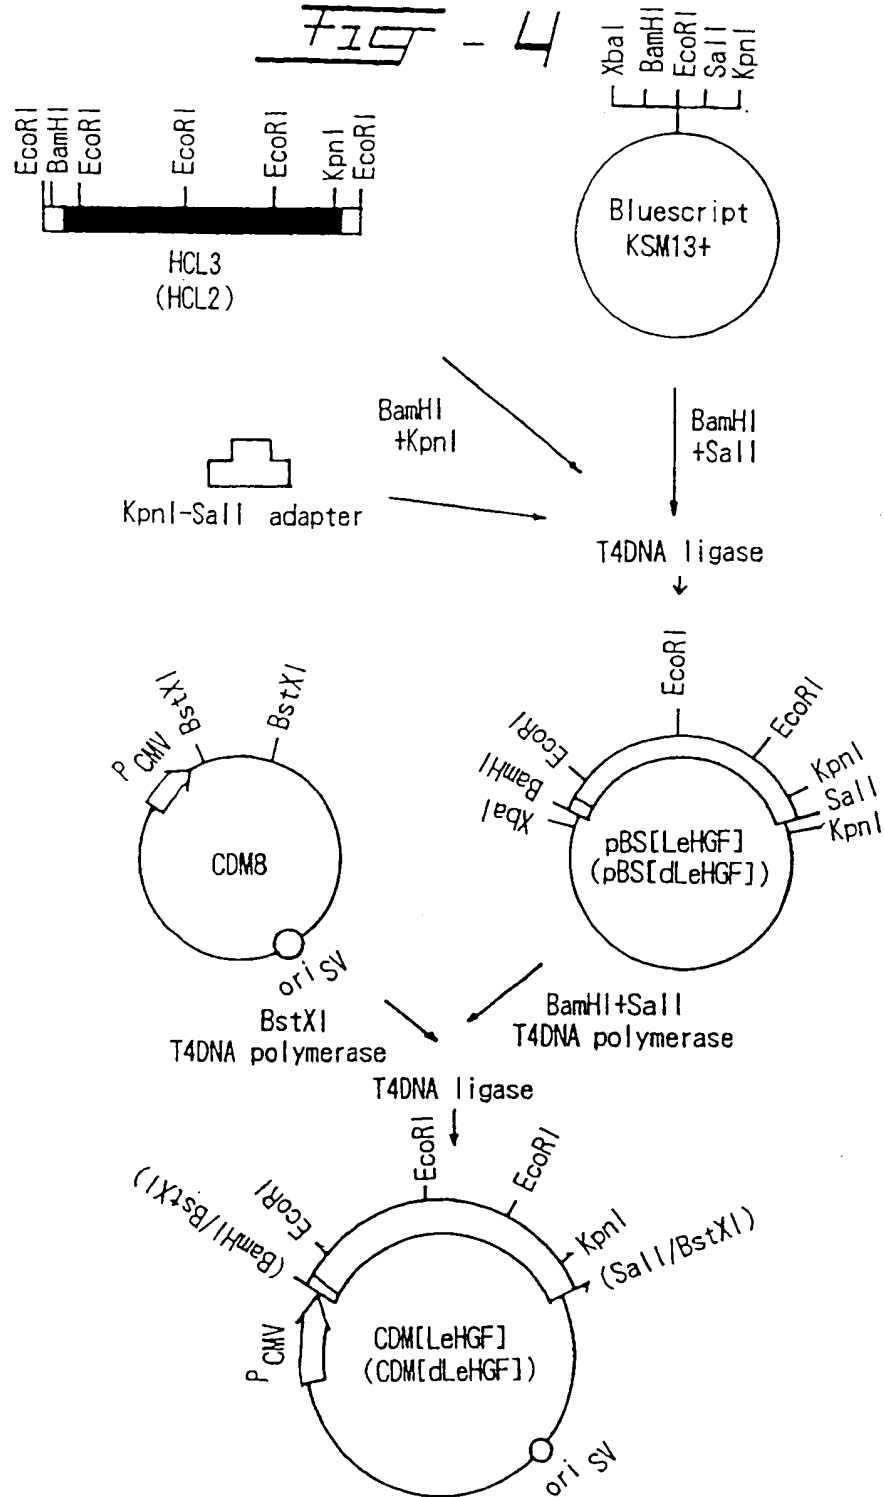 Fig - 4
XbaI
BamHI
EcoRI
SalI
KpnI
EcoRI
BamHI
EcoRI
EcoRI
EcoRI
KpnI
EcoRI
Bluescript
KSM13+
HCL3
(HCL2)
BamHI
+KpnI
BamHI
+SalI
KpnI-SalI adapter
T4DNA ligase
EcoRI
EcoRI
EcoRI
BamHI
XbaI
KpnI
SalI
KpnI
pBS[LeHGF]
(pBS[dLeHGF])
P CMV
BstXI
BstXI
CDM8
ori SV
BstXI
T4DNA polymerase
BamHI+SalI
T4DNA polymerase
T4DNA ligase
EcoRI
EcoRI
EcoRI
(BamHI/BstXI)
KpnI
(SalI/BstXI)
P CMV
CDM[LeHGF]
(CDM[dLeHGF])
ori SV